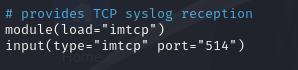 # provides TCP syslog reception
module(load="imtcp")
input(type="imtcp" port="514")